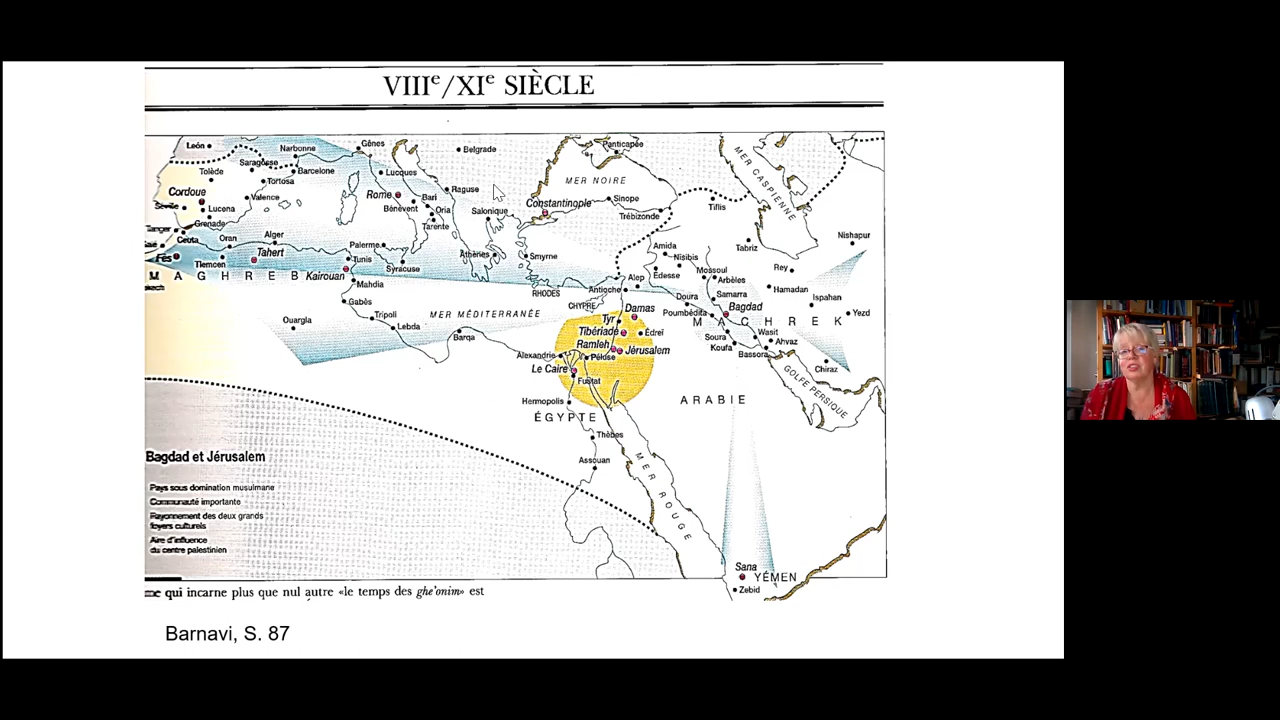 VIIIe/XIe SIÈCLE
León
Narbonne
Gênes
Belgrade
Panticapée
Saragosse
Tolède
Barcelone
Lucques
Tortosa
MER NOIRE
MER CASPIENNE
Cordoue
Valence
Rome
Bari
Raguse
Séville
Lucena
Bénévent
Oria
Salonique
Constantinople
Sinope
Tiflis
Grenade
Tarente
Trébizonde
Tanger
Ceuta
Oran
Alger
Palerme
Athènes
Smyrne
Amida
Tabriz
Nishapur
Fès
Tlemcen
Tahert
Tunis
Syracuse
Nisibis
Mossoul
Rey
MAGHREB
Kairouan
Mahdia
Alep
Edesse
Arbèles
Hamadan
RHODES
Antioche
Doura
Samarra
Ispahan
Gabès
CHYPRE
Damas
Poumbédita
Bagdad
Yezd
Ouargla
Tripoli
MER MÉDITERRANÉE
Tyr
MACHREK
Lebda
Barqa
Tibériade
Édreï
Soura
Wasit
Ahvaz
Ramleh
Jérusalem
Koufa
Bassora
Alexandrie
Péluse
Chiraz
Le Caire
Fustat
GOLFE PERSIQUE
Hermopolis
ARABIE
ÉGYPTE
Thèbes
Assouan
MER ROUGE
Bagdad et Jérusalem
Pays sous domination musulmane
Communauté importante
Rayonnement des deux grands
foyers culturels
Aire d'influence
du centre palestinien
Sana
YÉMEN
Zebid
qui incarne plus que nul autre «le temps des ghe'onim» est
Barnavi, S. 87